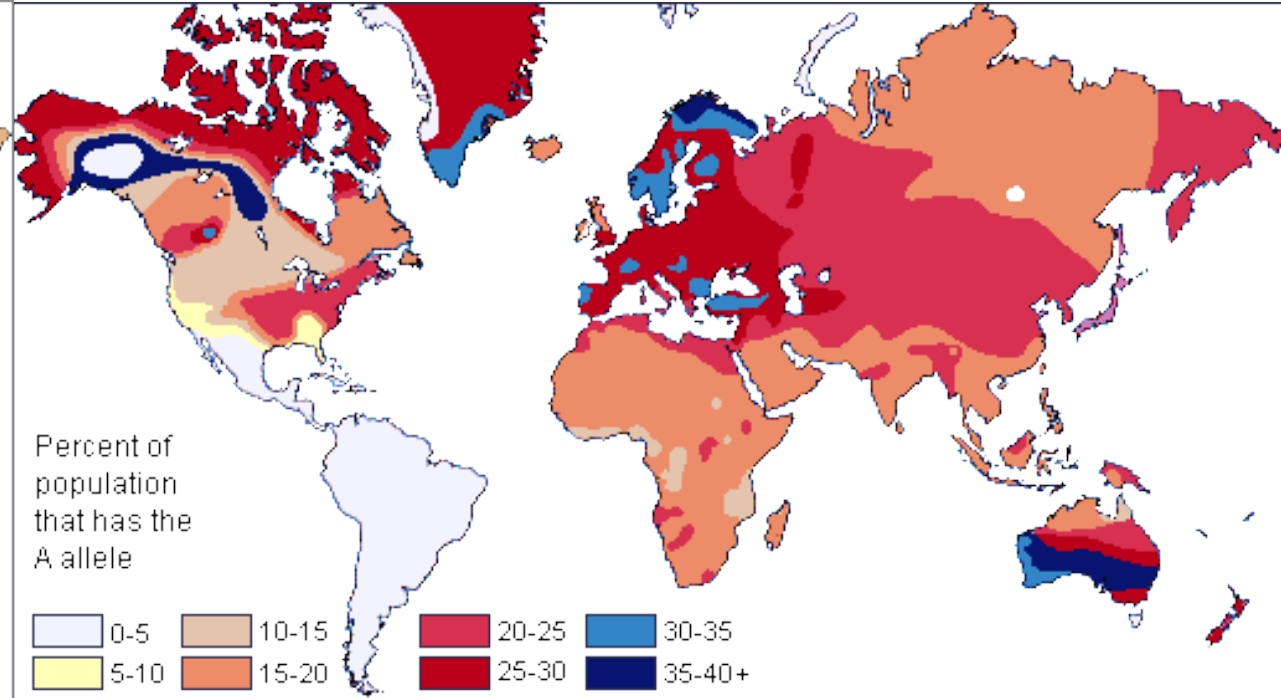 Percent of
population
that has the
A allele
0-5 10-15 20-25 30-35
5-10 15-20 25-30 35-40+